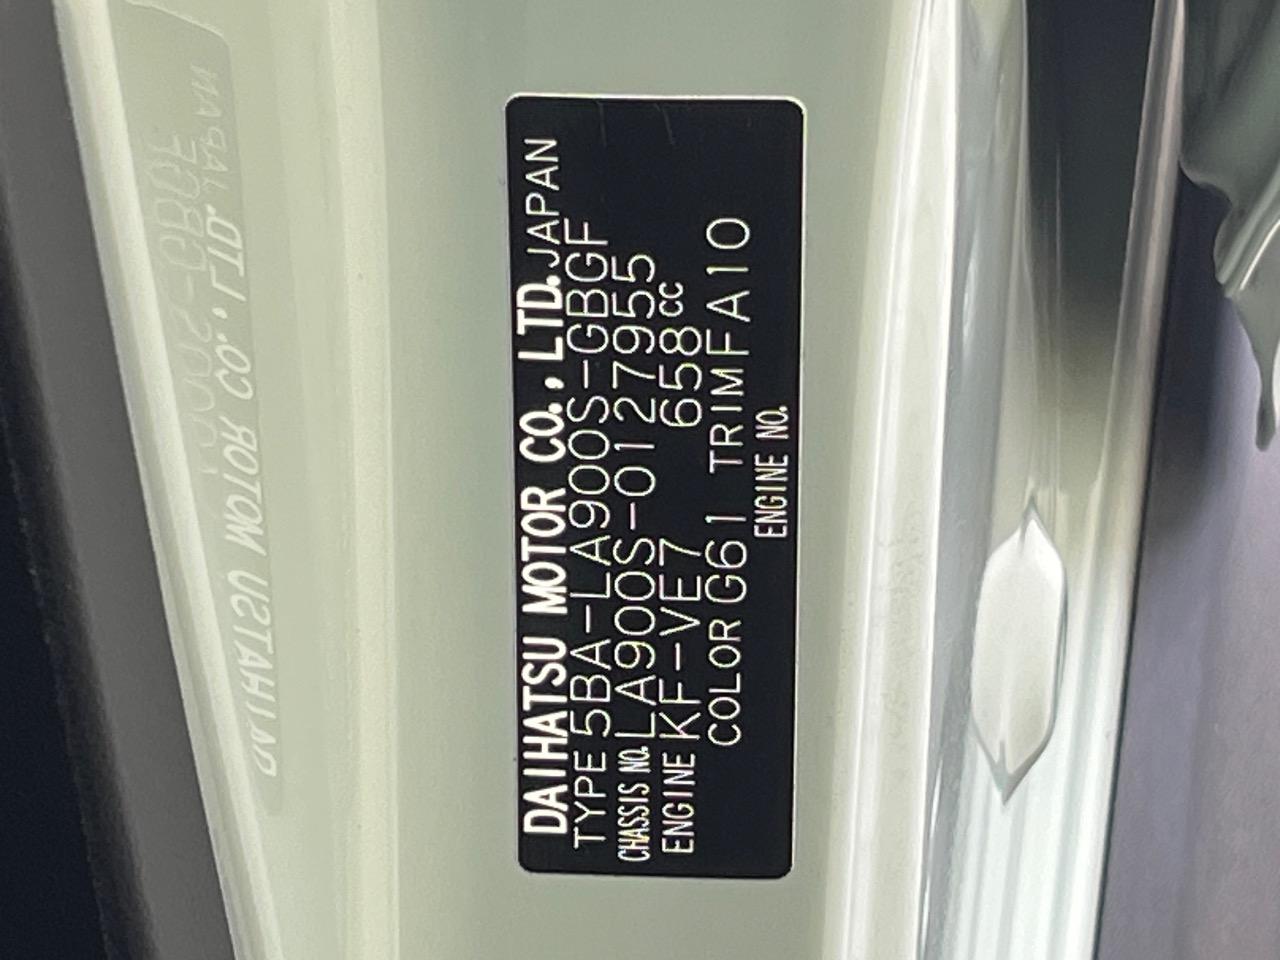 DAIHATSU MOTOR CO., LTD. JAPAN
TYPE 5BA-LA900S-GBGF
CHASSIS NO. LA900S-0127955
ENGINE KF-VE7 658cc
COLOR G61 TRIM FA10
ENGINE NO.